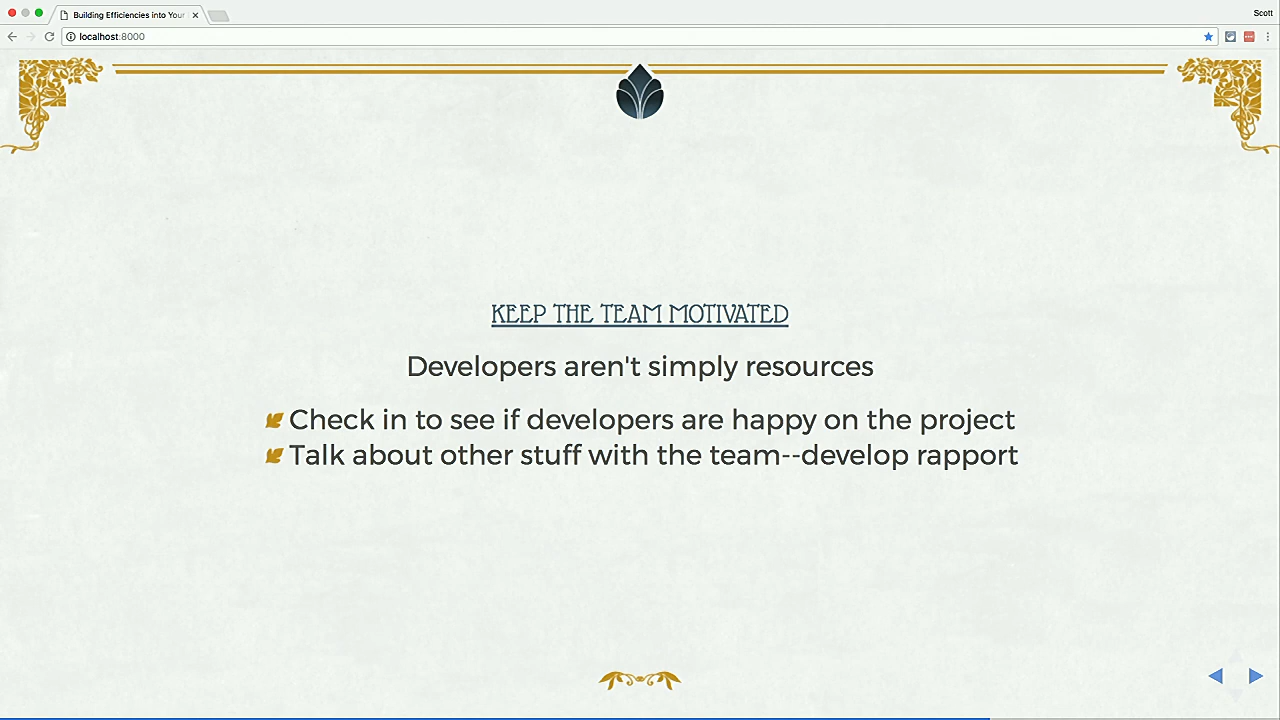 Building Efficiencies into Your
Scott
localhost:8000
KEEP THE TEAM MOTIVATED
Developers aren't simply resources
Check in to see if developers are happy on the project
Talk about other stuff with the team--develop rapport